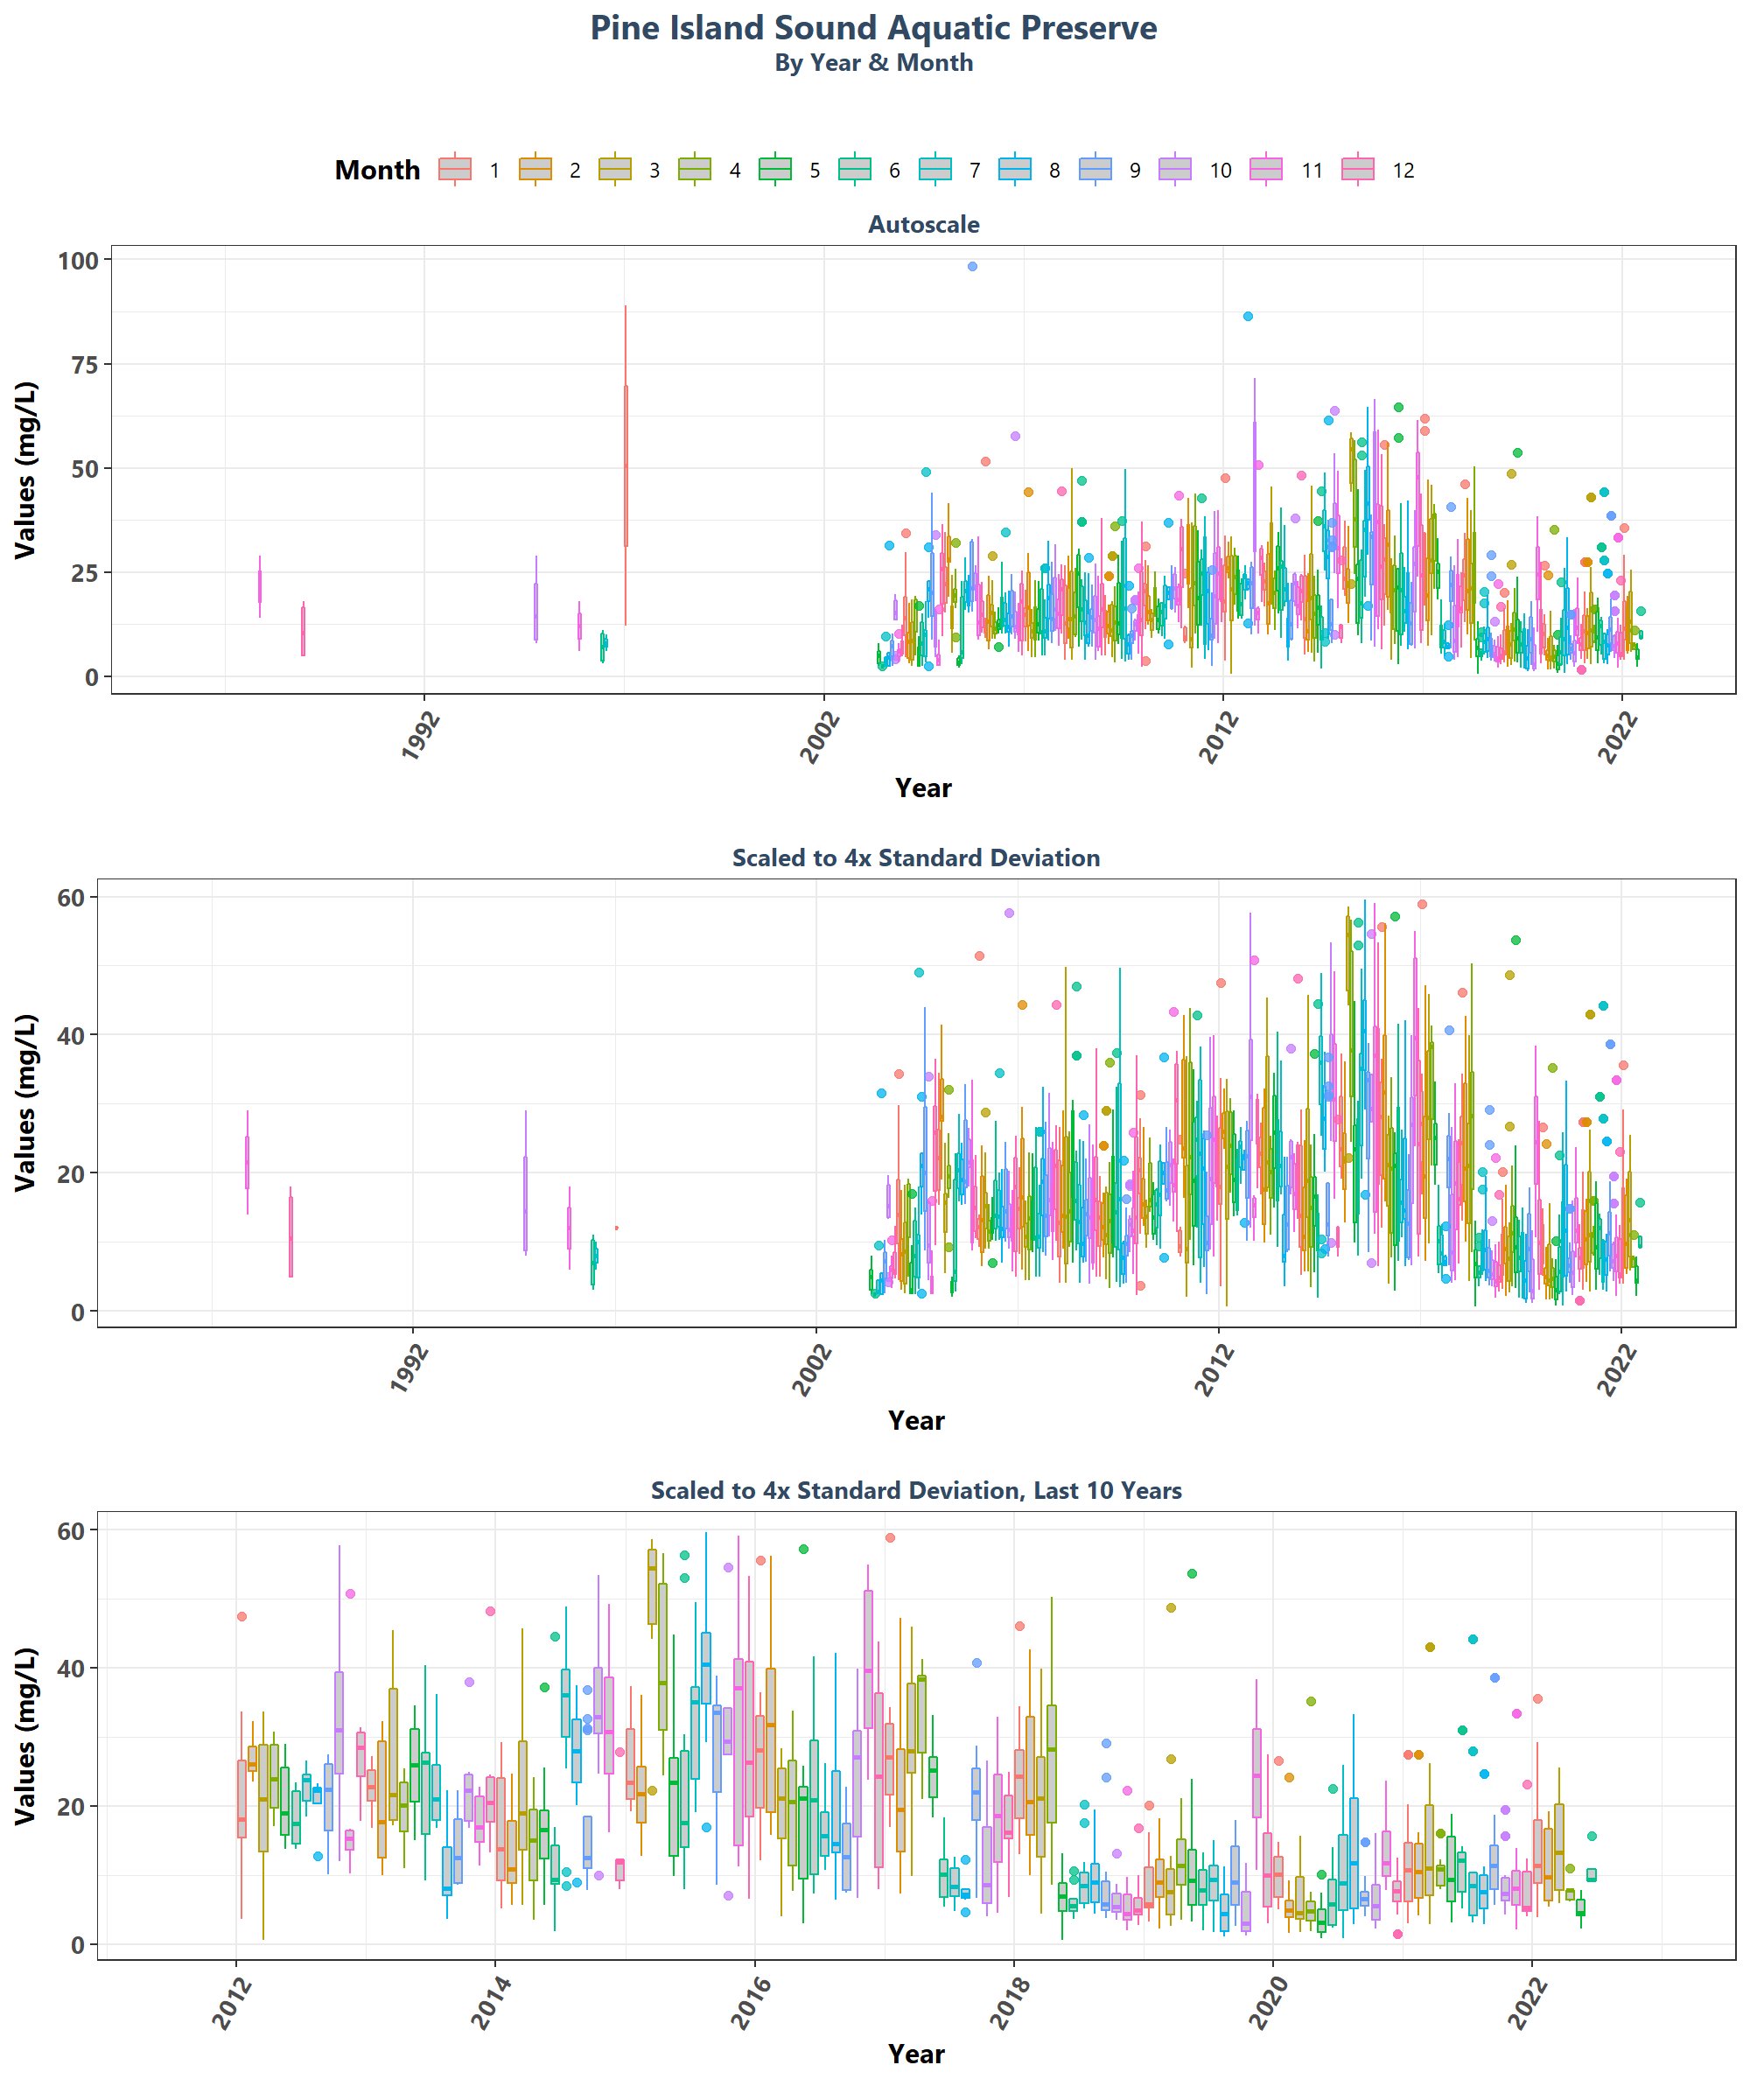 Pine Island Sound Aquatic Preserve
By Year & Month
Month 1 2 3 4 5 6 7 8 9 10 11 12
Autoscale
100
75
50
25
0
Values (mg/L)
1992 2002 2012 2022
Year
Scaled to 4x Standard Deviation
60
40
20
0
Values (mg/L)
1992 2002 2012 2022
Year
Scaled to 4x Standard Deviation, Last 10 Years
60
40
20
0
Values (mg/L)
2012 2014 2016 2018 2020 2022
Year